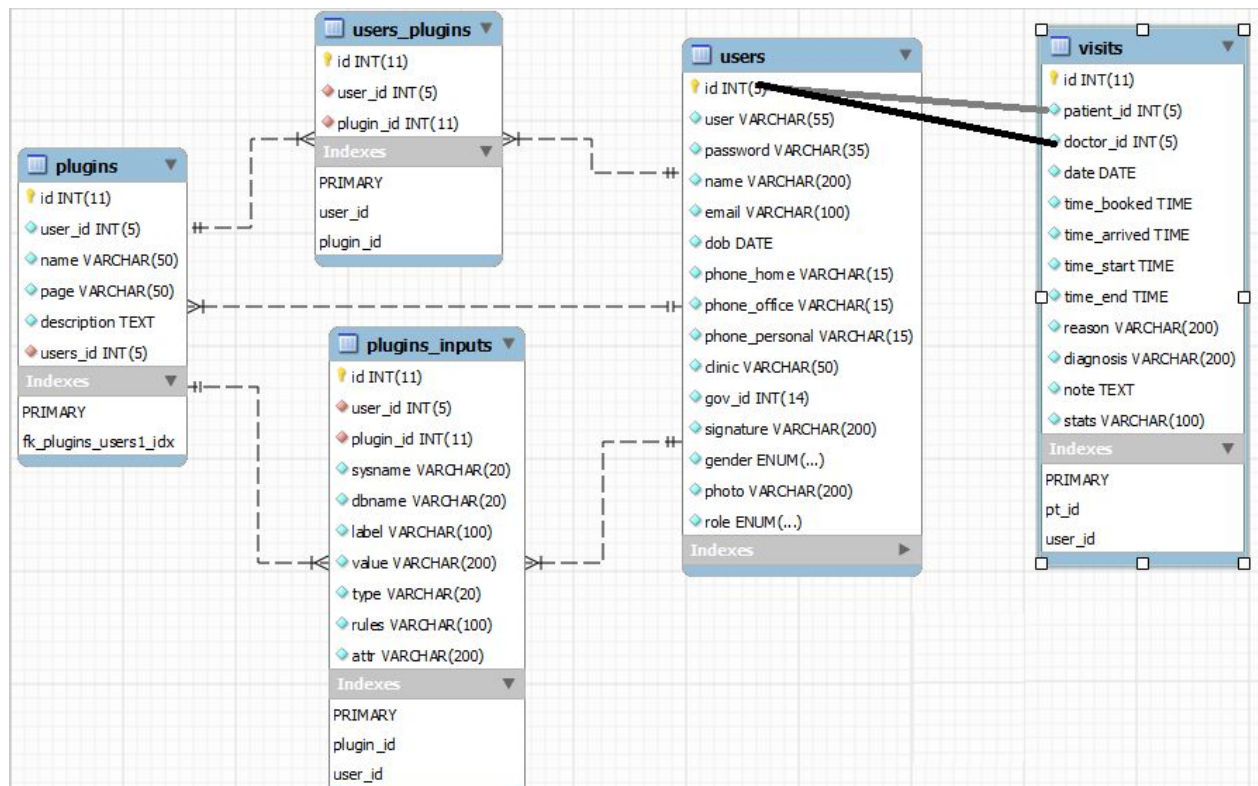 users_plugins
id INT(11)
user_id INT(5)
plugin_id INT(11)
Indexes
PRIMARY
user_id
plugin_id
plugins
id INT(11)
user_id INT(5)
name VARCHAR(50)
page VARCHAR(50)
description TEXT
users_id INT(5)
Indexes
PRIMARY
fk_plugins_users1_idx
plugins_inputs
id INT(11)
user_id INT(5)
plugin_id INT(11)
sysname VARCHAR(20)
dbname VARCHAR(20)
label VARCHAR(100)
value VARCHAR(200)
type VARCHAR(20)
rules VARCHAR(100)
attr VARCHAR(200)
Indexes
PRIMARY
plugin_id
user_id
users
id INT(5)
user VARCHAR(55)
password VARCHAR(35)
name VARCHAR(200)
email VARCHAR(100)
dob DATE
phone_home VARCHAR(15)
phone_office VARCHAR(15)
phone_personal VARCHAR(15)
clinic VARCHAR(50)
gov_id INT(14)
signature VARCHAR(200)
gender ENUM(...)
photo VARCHAR(200)
role ENUM(...)
Indexes
visits
id INT(11)
patient_id INT(5)
doctor_id INT(5)
date DATE
time_booked TIME
time_arrived TIME
time_start TIME
time_end TIME
reason VARCHAR(200)
diagnosis VARCHAR(200)
note TEXT
stats VARCHAR(100)
Indexes
PRIMARY
pt_id
user_id